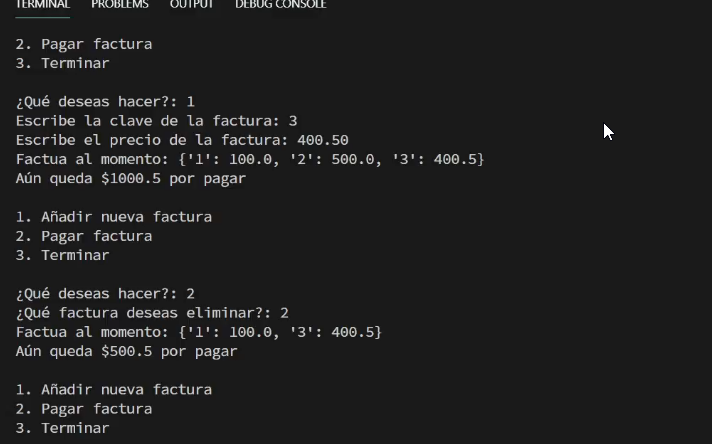 TERMINAL PROBLEMS OUTPUT DEBUG CONSOLE
2. Pagar factura
3. Terminar
¿Qué deseas hacer?: 1
Escribe la clave de la factura: 3
Escribe el precio de la factura: 400.50
Factua al momento: {'1': 100.0, '2': 500.0, '3': 400.5}
Aún queda $1000.5 por pagar
1. Añadir nueva factura
2. Pagar factura
3. Terminar
¿Qué deseas hacer?: 2
¿Qué factura deseas eliminar?: 2
Factua al momento: {'1': 100.0, '3': 400.5}
Aún queda $500.5 por pagar
1. Añadir nueva factura
2. Pagar factura
3. Terminar